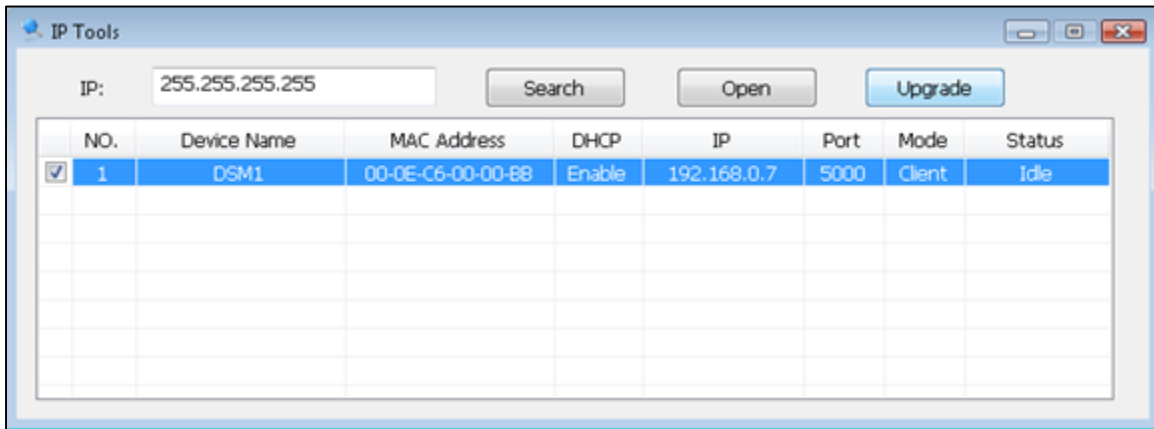 IP Tools
IP: 255.255.255.255 Search Open Upgrade
NO. Device Name MAC Address DHCP IP Port Mode Status
1 DSM1 00-0E-C6-00-00-BB Enable 192.168.0.7 5000 Client Idle